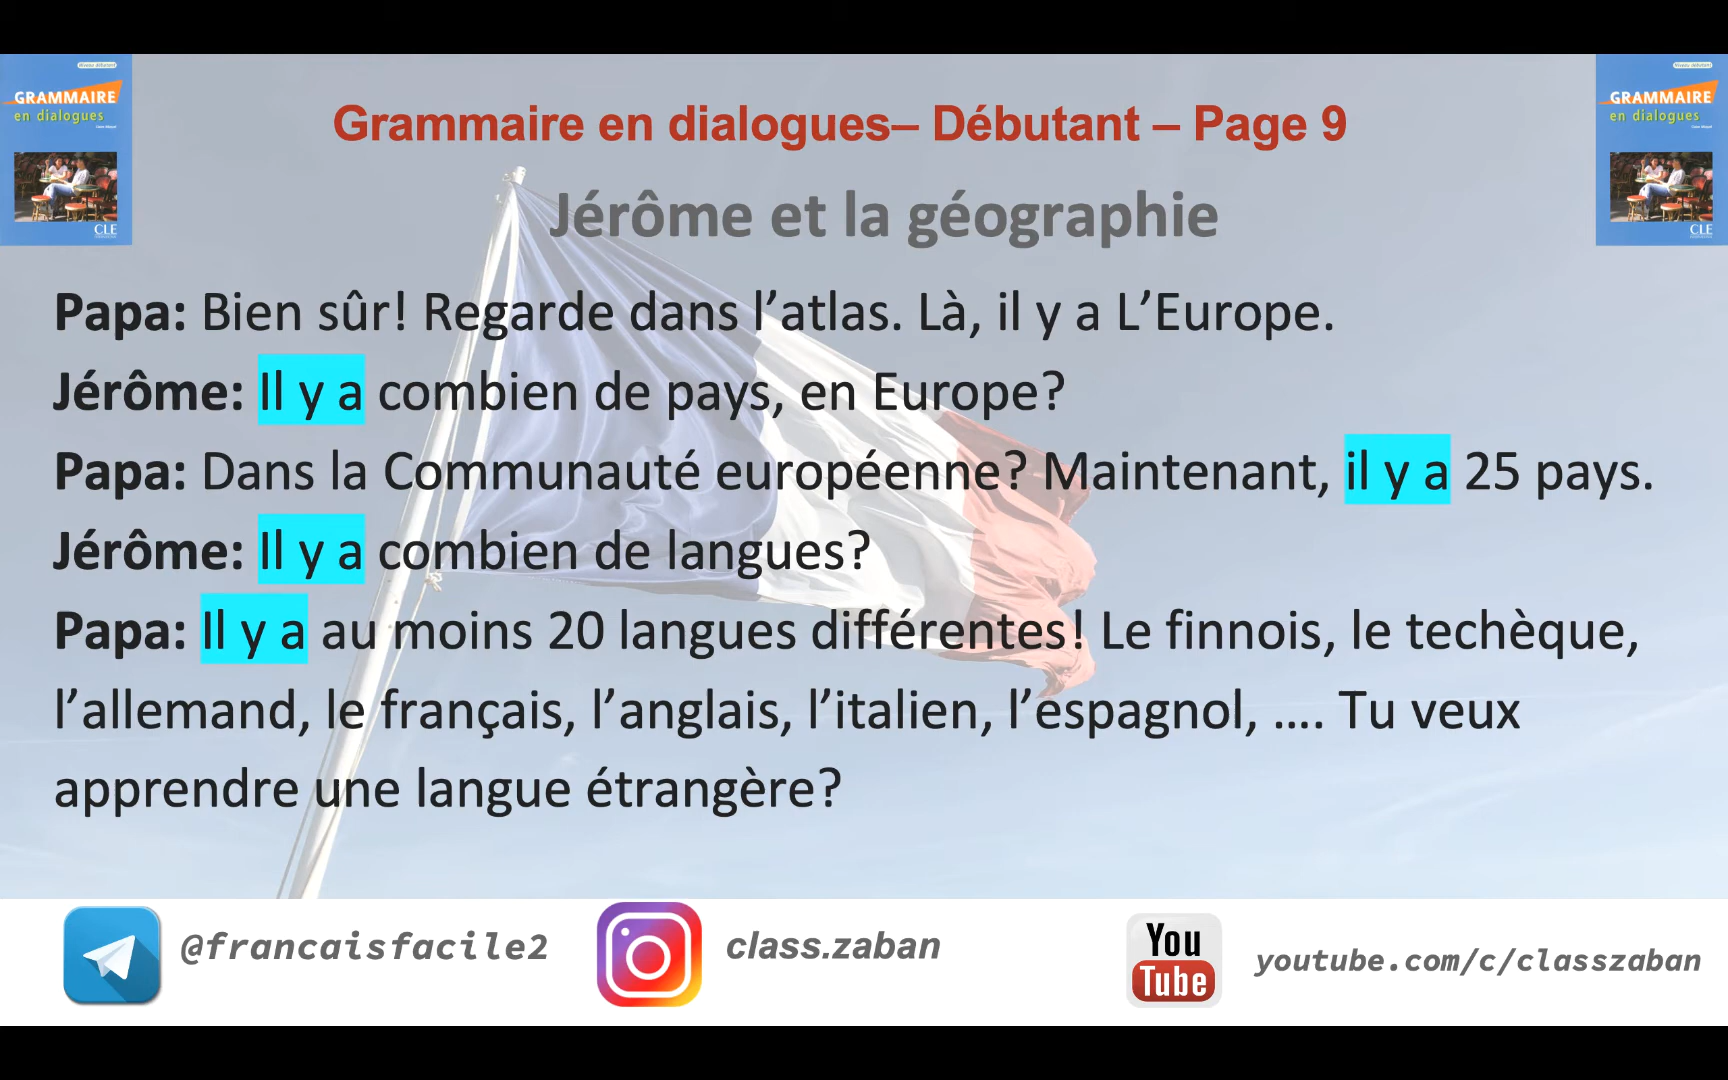 Niveau débutant
GRAMMAIRE
en dialogues
CLE
Grammaire en dialogues– Débutant – Page 9
Niveau débutant
GRAMMAIRE
en dialogues
CLE
Jérôme et la géographie
Papa: Bien sûr! Regarde dans l’atlas. Là, il y a L’Europe.
Jérôme: Il y a combien de pays, en Europe?
Papa: Dans la Communauté européenne? Maintenant, il y a 25 pays.
Jérôme: Il y a combien de langues?
Papa: Il y a au moins 20 langues différentes! Le finnois, le techèque,
l’allemand, le français, l’anglais, l’italien, l’espagnol, …. Tu veux
apprendre une langue étrangère?
@francaisfacile2
class.zaban
You
Tube
youtube.com/c/classzaban